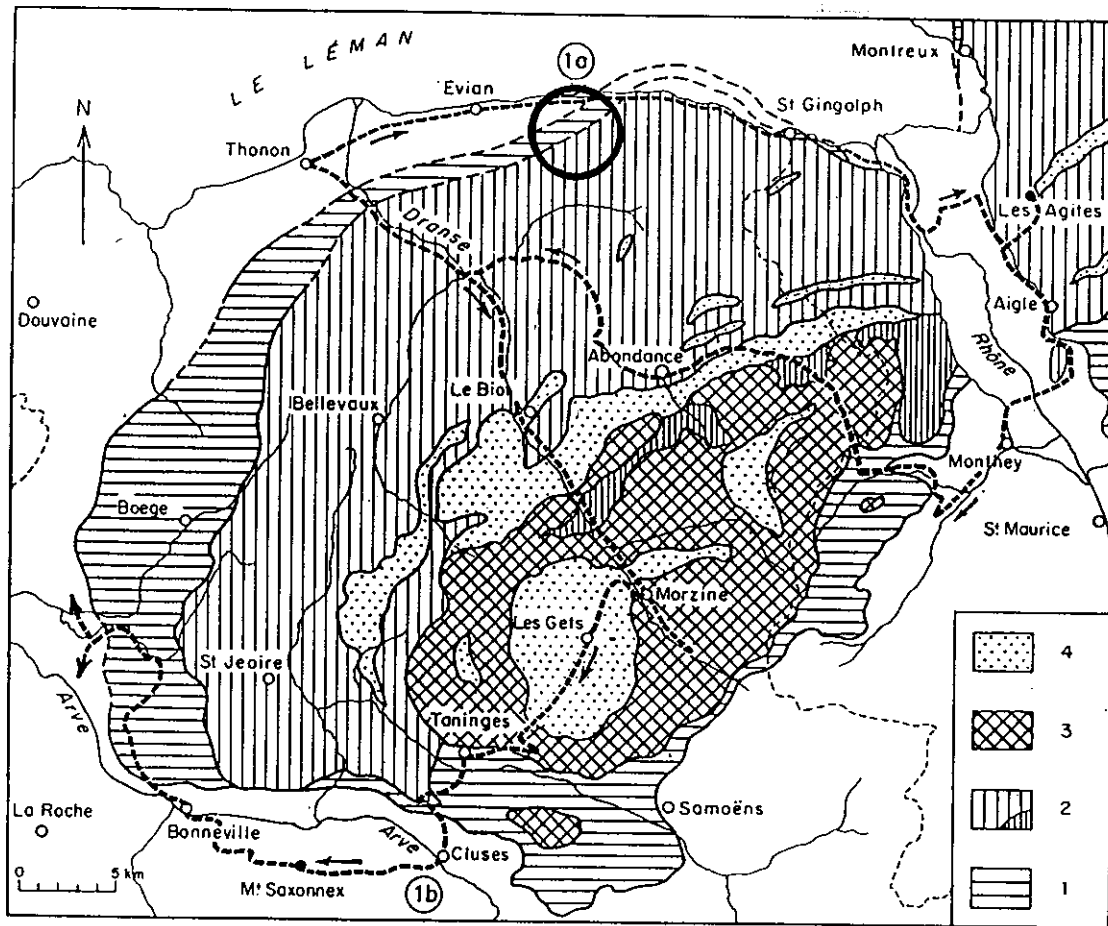 Montreux
1a
LE LÉMAN
Evian
St Gingolph
N
Thonon
Dranse
Les Agites
Douvaine
Aigle
Rhône
Abondance
Le Biot
Bellevaux
Monthey
St Maurice
Boege
Morzine
Les Gets
4
St Jeoire
Arve
Taninges
3
La Roche
Samoëns
2
Bonneville
Arve
Cluses
0 5 km
Mt Saxonnex
1b
1